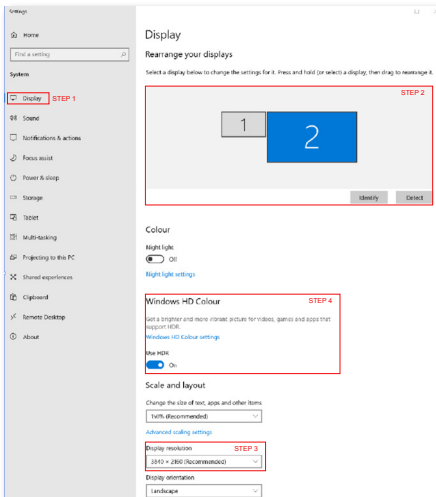 Settings
Home
Find a setting
System
Display STEP 1
Sound
Notifications & actions
Focus assist
Power & sleep
Storage
Tablet
Multi-tasking
Projecting to this PC
Shared experiences
Clipboard
Remote Desktop
About
Display
Rearrange your displays
Select a display below to change the settings for it. Press and hold (or select) a display, then drag to rearrange it.
STEP 2
1 2
Identify Detect
Colour
Night light
Off
Night light settings
Windows HD Colour STEP 4
Get a brighter and more vibrant picture for videos, games and apps that
support HDR.
Windows HD Colour settings
Use HDR
On
Scale and layout
Change the size of text, apps and other items
150% (Recommended)
Advanced scaling settings
Display resolution STEP 3
3840 × 2160 (Recommended)
Display orientation
Landscape